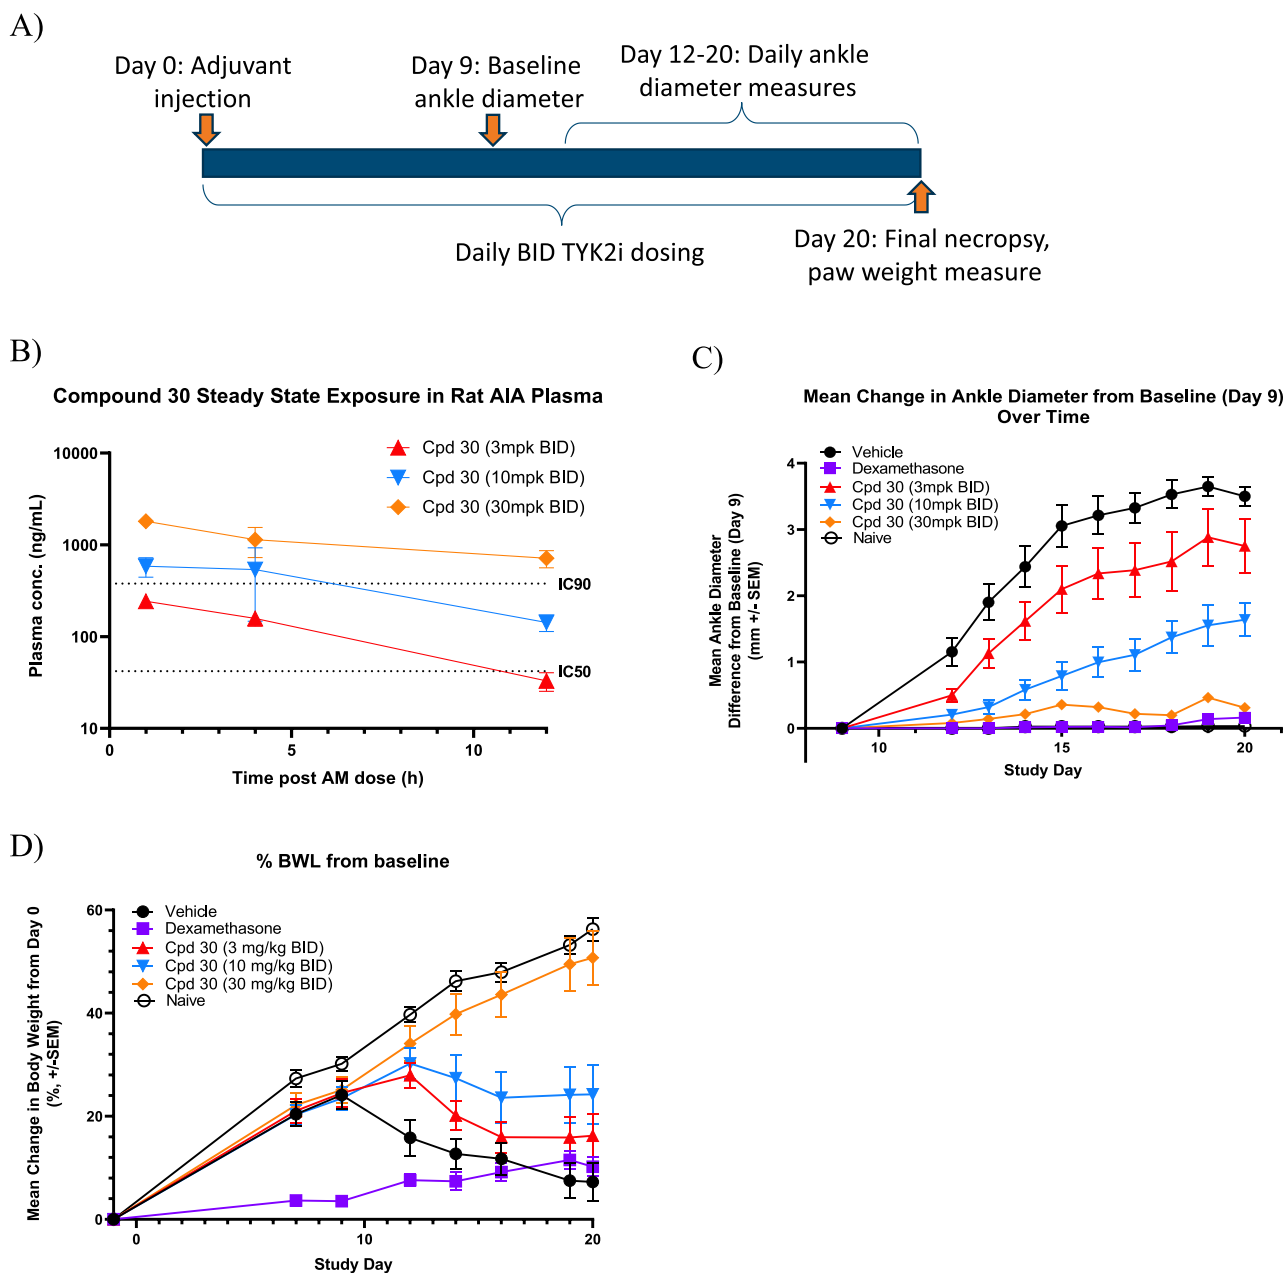 A)
Day 0: Adjuvant
injection
Day 9: Baseline
ankle diameter
Day 12-20: Daily ankle
diameter measures
Daily BID TYK2i dosing
Day 20: Final necropsy,
paw weight measure
B)
Compound 30 Steady State Exposure in Rat AIA Plasma
Cpd 30 (3mpk BID)
Cpd 30 (10mpk BID)
Cpd 30 (30mpk BID)
Plasma conc. (ng/mL)
10000
1000
100
10
IC90
IC50
0
5
10
Time post AM dose (h)
C)
Mean Change in Ankle Diameter from Baseline (Day 9)
Over Time
Vehicle
Dexamethasone
Cpd 30 (3mpk BID)
Cpd 30 (10mpk BID)
Cpd 30 (30mpk BID)
Naive
Mean Ankle Diameter
Difference from Baseline (Day 9)
(mm +/- SEM)
4
3
2
1
0
10
15
20
Study Day
D)
% BWL from baseline
Vehicle
Dexamethasone
Cpd 30 (3 mg/kg BID)
Cpd 30 (10 mg/kg BID)
Cpd 30 (30 mg/kg BID)
Naive
Mean Change in Body Weight from Day 0
(%, +/-SEM)
60
40
20
0
0
10
20
Study Day